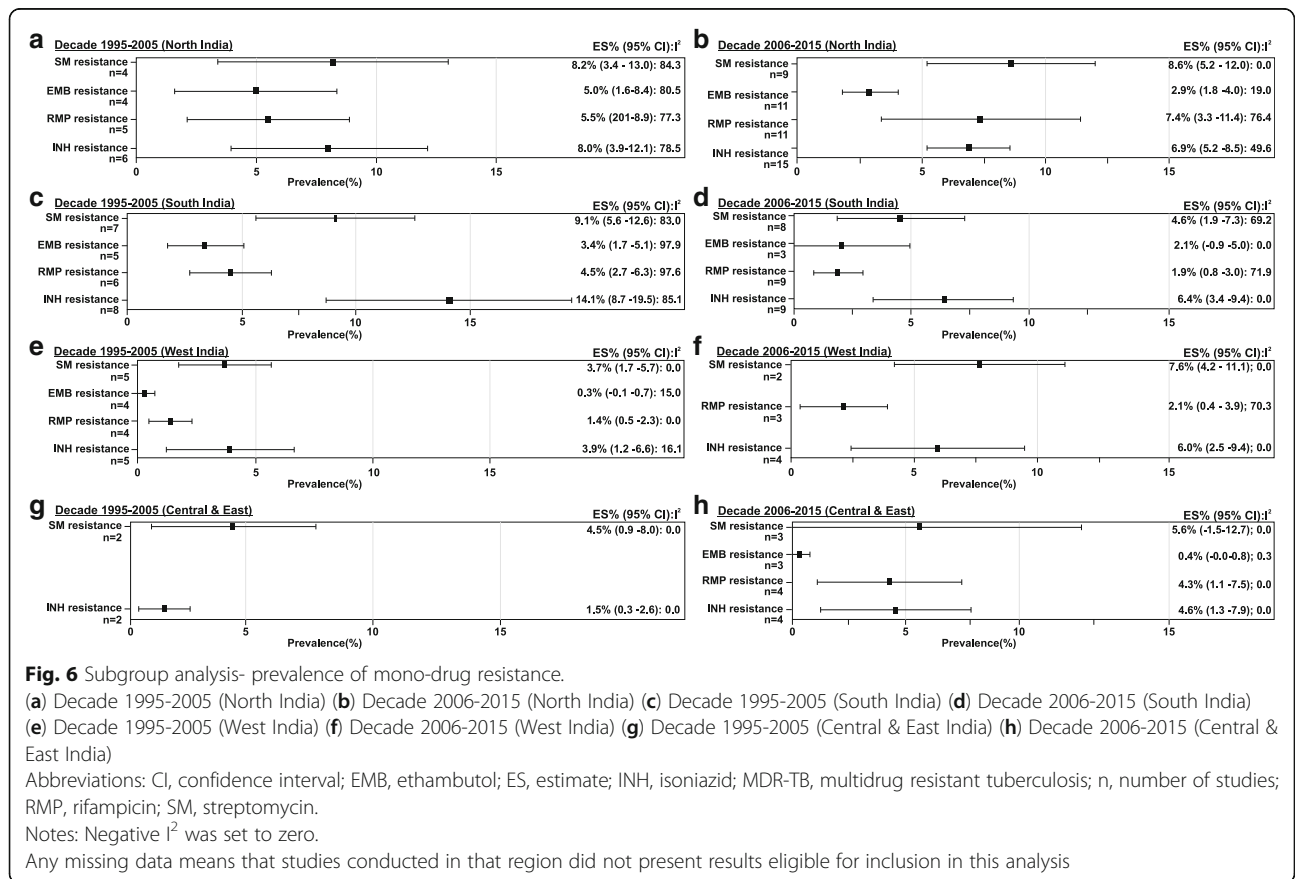 a Decade 1995-2005 (North India) ES% (95% CI):I²
SM resistance 8.2% (3.4 - 13.0): 84.3
n=4
EMB resistance 5.0% (1.6-8.4): 80.5
n=4
RMP resistance 5.5% (201-8.9): 77.3
n=5
INH resistance 8.0% (3.9-12.1): 78.5
n=6
0 5 10 15
Prevalence(%)
b Decade 2006-2015 (North India) ES% (95% CI):I²
SM resistance 8.6% (5.2 - 12.0): 0.0
n=9
EMB resistance 2.9% (1.8 -4.0): 19.0
n=11
RMP resistance 7.4% (3.3 -11.4): 76.4
n=11
INH resistance 6.9% (5.2 -8.5): 49.6
n=15
0 5 10 15
Prevalence(%)
c Decade 1995-2005 (South India) ES% (95% CI):I²
SM resistance 9.1% (5.6 -12.6): 83.0
n=7
EMB resistance 3.4% (1.7 -5.1): 97.9
n=5
RMP resistance 4.5% (2.7 -6.3): 97.6
n=6
INH resistance 14.1% (8.7 -19.5): 85.1
n=8
0 5 10 15
Prevalence(%)
d Decade 2006-2015 (South India) ES% (95% CI):I²
SM resistance 4.6% (1.9 -7.3): 69.2
n=8
EMB resistance 2.1% (-0.9 -5.0): 0.0
n=3
RMP resistance 1.9% (0.8 -3.0): 71.9
n=9
INH resistance 6.4% (3.4 -9.4): 0.0
n=9
0 5 10 15
Prevalence(%)
e Decade 1995-2005 (West India) ES% (95% CI):I²
SM resistance 3.7% (1.7 -5.7): 0.0
n=5
EMB resistance 0.3% (-0.1 -0.7): 15.0
n=4
RMP resistance 1.4% (0.5 -2.3): 0.0
n=4
INH resistance 3.9% (1.2 -6.6): 16.1
n=5
0 5 10 15
Prevalence(%)
f Decade 2006-2015 (West India) ES% (95% CI):I²
SM resistance 7.6% (4.2 - 11.1): 0.0
n=2
RMP resistance 2.1% (0.4 - 3.9); 70.3
n=3
INH resistance 6.0% (2.5 -9.4): 0.0
n=4
0 5 10 15
Prevalence(%)
g Decade 1995-2005 (Central & East) ES% (95% CI):I²
SM resistance 4.5% (0.9 -8.0): 0.0
n=2
INH resistance 1.5% (0.3 -2.6): 0.0
n=2
0 5 10 15
Prevalence(%)
h Decade 2006-2015 (Central & East) ES% (95% CI):I²
SM resistance 5.6% (-1.5-12.7); 0.0
n=3
EMB resistance 0.4% (-0.0-0.8); 0.3
n=3
RMP resistance 4.3% (1.1 -7.5); 0.0
n=4
INH resistance 4.6% (1.3 -7.9); 0.0
n=4
0 5 10 15
Prevalence(%)
Fig. 6 Subgroup analysis- prevalence of mono-drug resistance.
(a) Decade 1995-2005 (North India) (b) Decade 2006-2015 (North India) (c) Decade 1995-2005 (South India) (d) Decade 2006-2015 (South India)
(e) Decade 1995-2005 (West India) (f) Decade 2006-2015 (West India) (g) Decade 1995-2005 (Central & East India) (h) Decade 2006-2015 (Central &
East India)
Abbreviations: CI, confidence interval; EMB, ethambutol; ES, estimate; INH, isoniazid; MDR-TB, multidrug resistant tuberculosis; n, number of studies;
RMP, rifampicin; SM, streptomycin.
Notes: Negative I² was set to zero.
Any missing data means that studies conducted in that region did not present results eligible for inclusion in this analysis